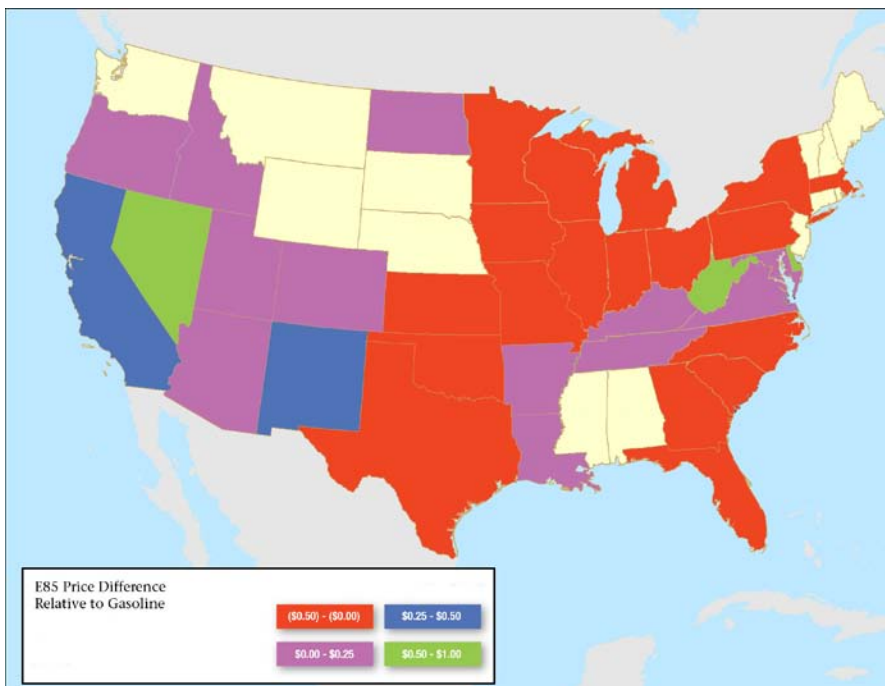 E85 Price Difference
Relative to Gasoline
($0.50) - ($0.00)
$0.25 - $0.50
$0.00 - $0.25
$0.50 - $1.00